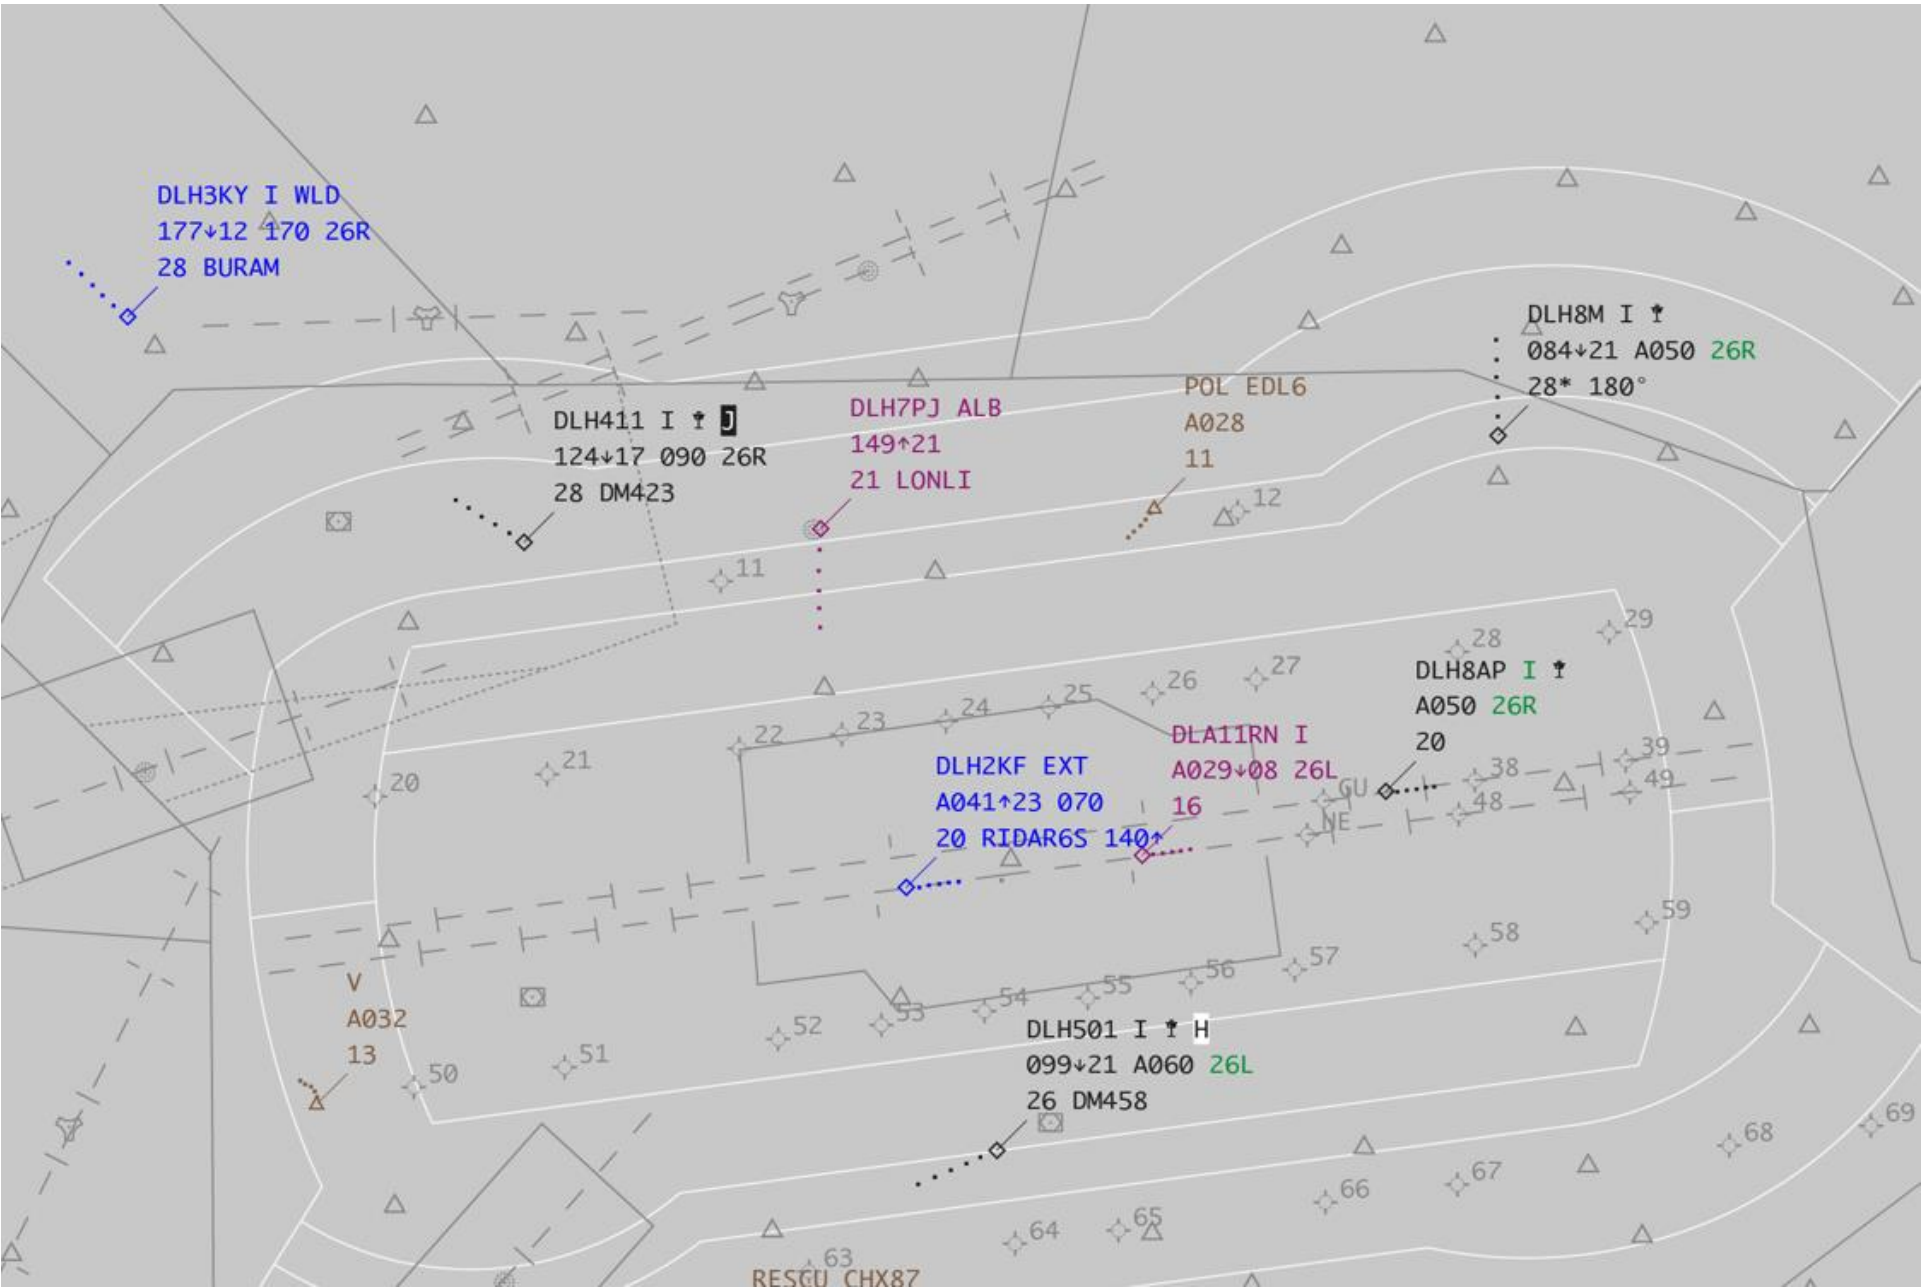 DLH3KY I WLD
177↓12 170 26R
28 BURAM
DLH8M I
084↓21 A050 26R
28* 180°
POL EDL6
A028
11
DLH411 I J
124↓17 090 26R
28 DM423
DLH7PJ ALB
149↑21
21 LONLI
12
11
29
28
27
26
25
24
23
22
21
20
DLH8AP I
A050 26R
20
DLA11RN I
A029↓08 26L
16
DLH2KF EXT
A041↑23 070
20 RIDAR6S 140↑
GU
38
39
NE
48
49
59
58
57
56
55
54
53
52
51
50
V
A032
13
DLH501 I H
099↓21 A060 26L
26 DM458
69
68
67
66
65
64
63
RESCU CHX87